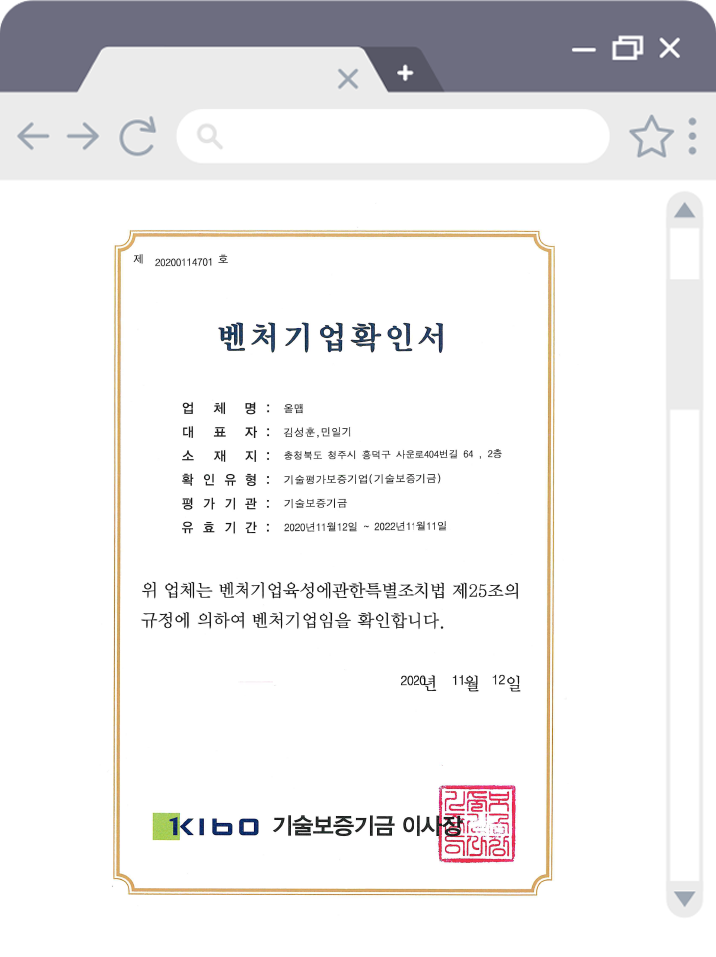 제 20200114701 호
벤처기업확인서
업 체 명 : 올맵
대 표 자 : 김성훈,민일기
소 재 지 : 충청북도 청주시 흥덕구 사운로404번길 64 , 2층
확 인 유 형 : 기술평가보증기업(기술보증기금)
평 가 기 관 : 기술보증기금
유 효 기 간 : 2020년11월12일 ~ 2022년11월11일
위 업체는 벤처기업육성에관한특별조치법 제25조의
규정에 의하여 벤처기업임을 확인합니다.
2020년 11월 12일
KIBO 기술보증기금 이사장